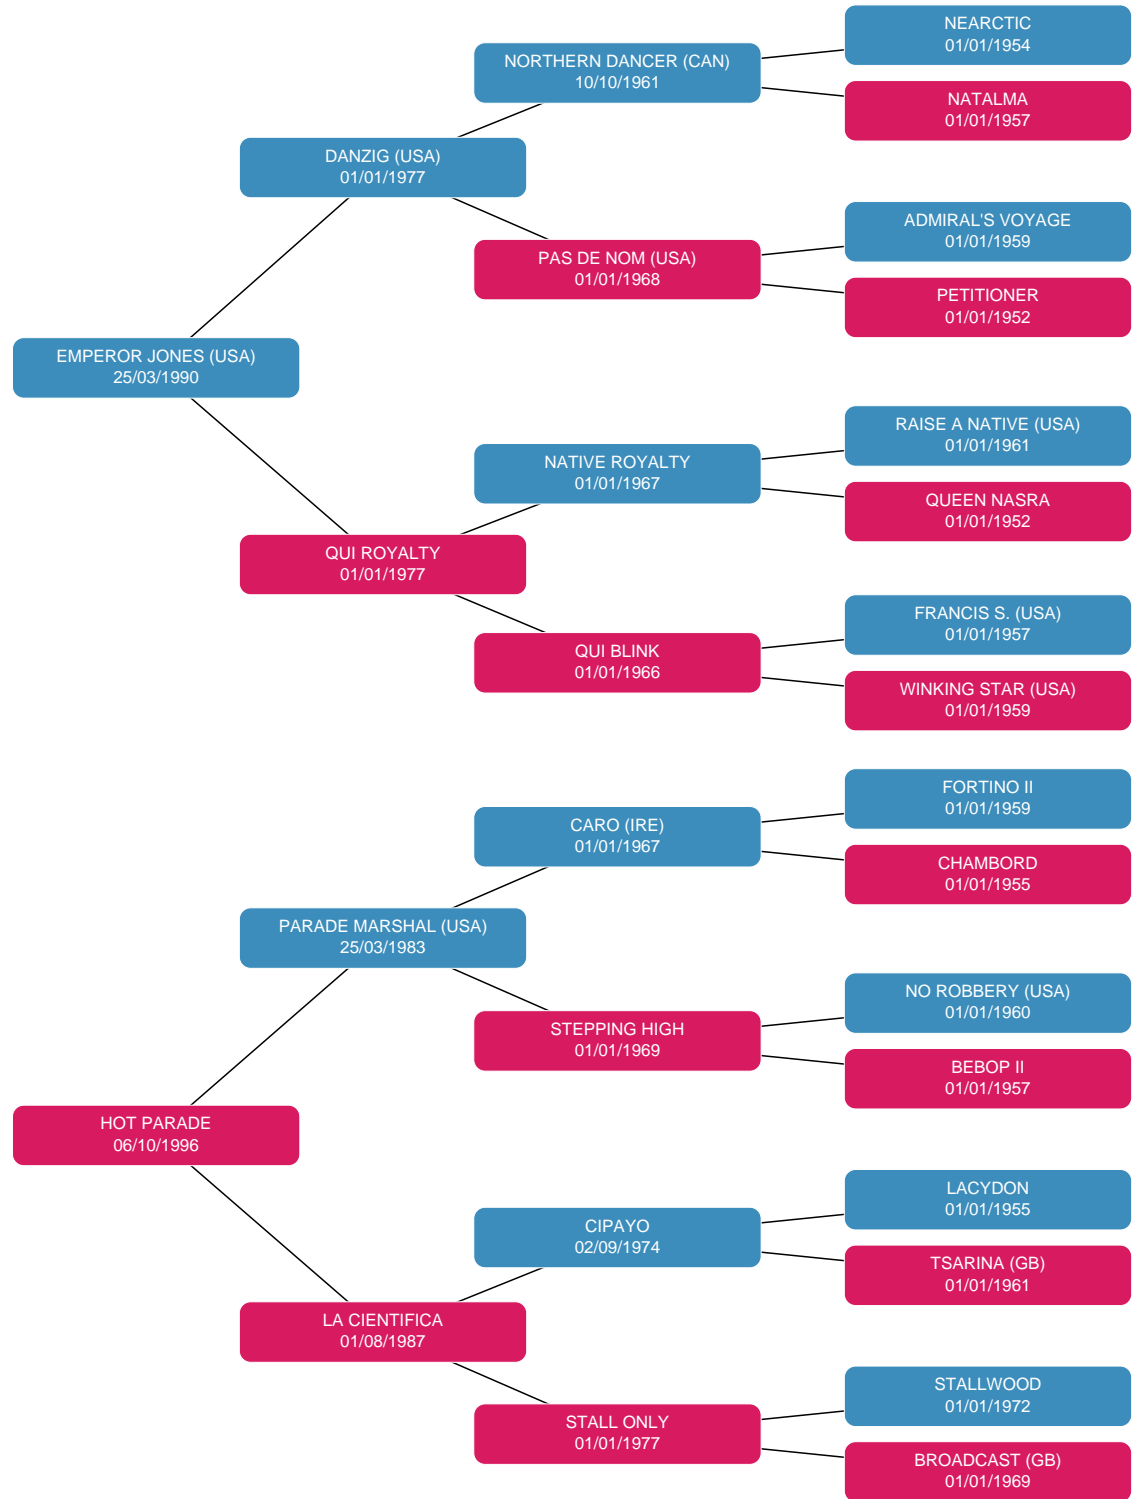 NEARCTIC
01/01/1954
NORTHERN DANCER (CAN)
10/10/1961
NATALMA
01/01/1957
DANZIG (USA)
01/01/1977
ADMIRAL'S VOYAGE
01/01/1959
PAS DE NOM (USA)
01/01/1968
PETITIONER
01/01/1952
EMPEROR JONES (USA)
25/03/1990
RAISE A NATIVE (USA)
01/01/1961
NATIVE ROYALTY
01/01/1967
QUEEN NASRA
01/01/1952
QUI ROYALTY
01/01/1977
FRANCIS S. (USA)
01/01/1957
QUI BLINK
01/01/1966
WINKING STAR (USA)
01/01/1959
FORTINO II
01/01/1959
CARO (IRE)
01/01/1967
CHAMBORD
01/01/1955
PARADE MARSHAL (USA)
25/03/1983
NO ROBBERY (USA)
01/01/1960
STEPPING HIGH
01/01/1969
BEBOP II
01/01/1957
HOT PARADE
06/10/1996
LACYDON
01/01/1955
CIPAYO
02/09/1974
TSARINA (GB)
01/01/1961
LA CIENTIFICA
01/08/1987
STALLWOOD
01/01/1972
STALL ONLY
01/01/1977
BROADCAST (GB)
01/01/1969